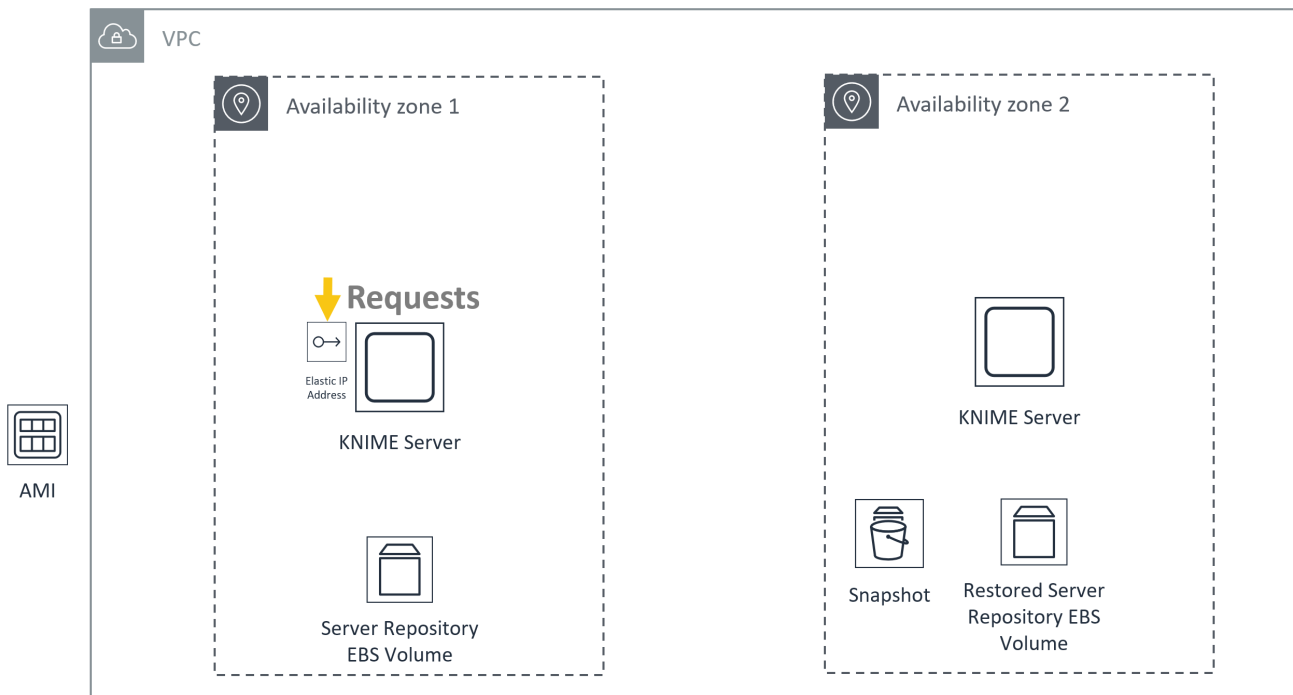 VPC
Availability zone 1
Availability zone 2
Requests
Elastic IP
Address
KNIME Server
KNIME Server
AMI
Server Repository
EBS Volume
Snapshot
Restored Server
Repository EBS
Volume